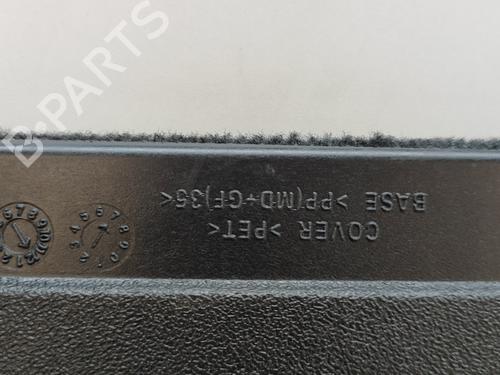 COVER >PET<
BASE >PP(MD+GF)35<
B-PARTS